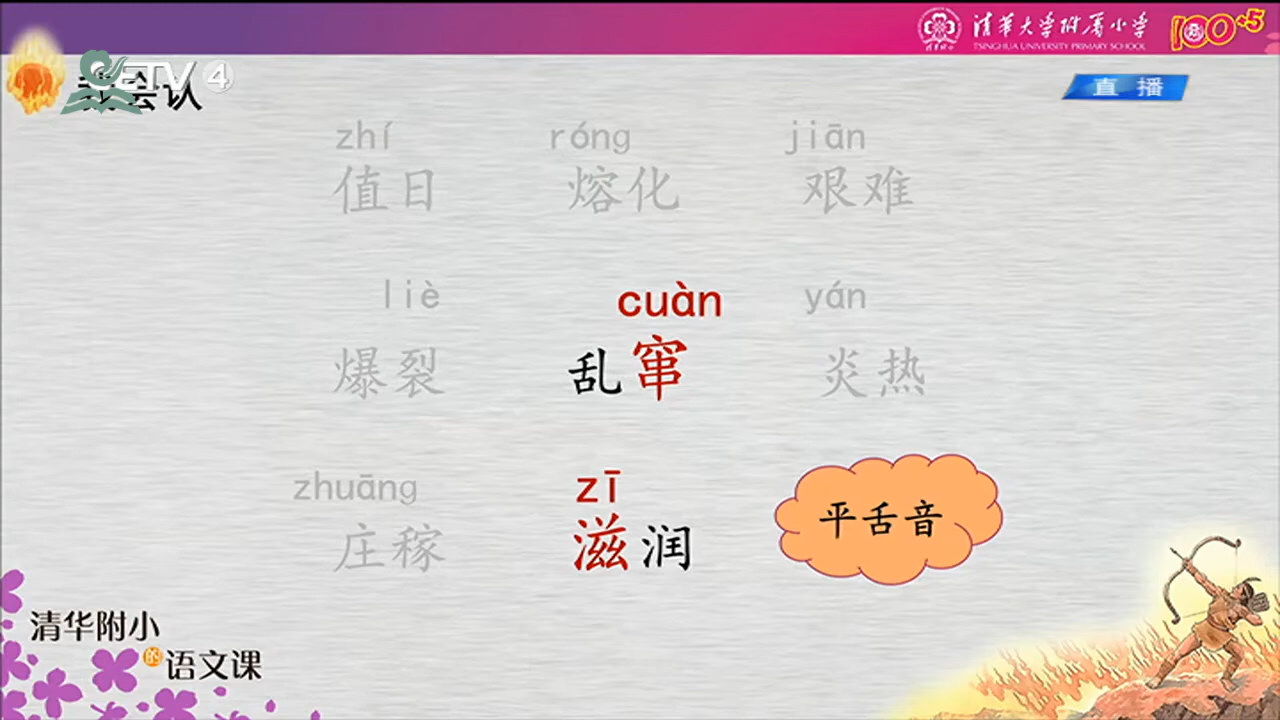 清华大学附属小学
TSINGHUA UNIVERSITY PRIMARY SCHOOL
100+5
CETV 4
我会认
直播
zhí róng jiān
值日 熔化 艰难
liè cuàn yán
爆裂 乱窜 炎热
zhuāng zī
庄稼 滋润 平舌音
清华附小
的语文课